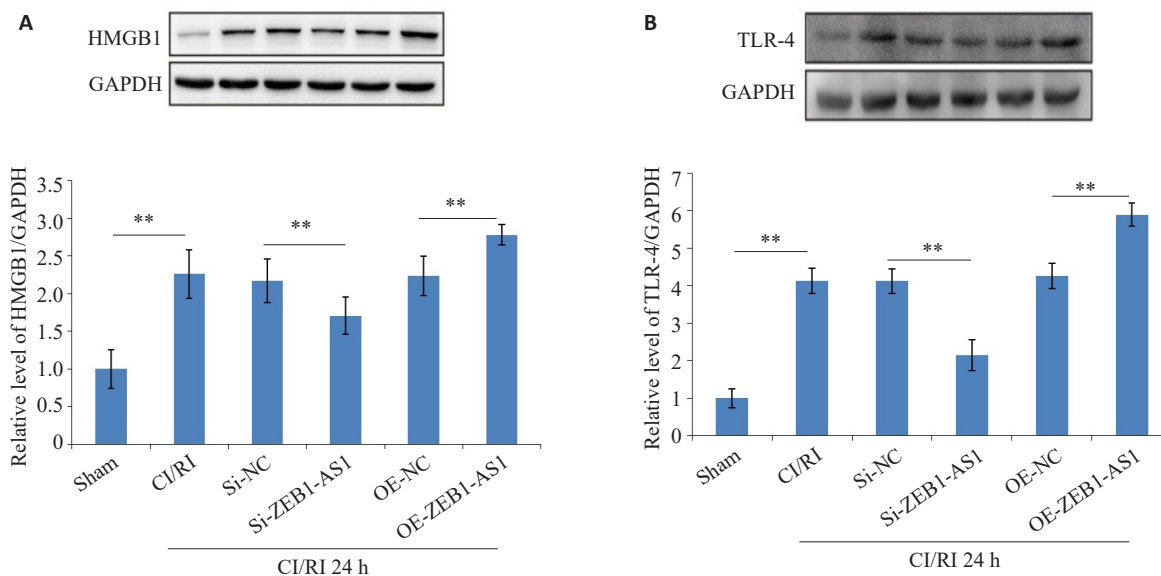 A
HMGB1
GAPDH
Relative level of HMGB1/GAPDH
3.5
3.0
2.5
2.0
1.5
1.0
0.5
0
**
**
**
Sham
CI/RI
Si-NC
Si-ZEB1-AS1
OE-NC
OE-ZEB1-AS1
CI/RI 24 h
B
TLR-4
GAPDH
Relative level of TLR-4/GAPDH
7
6
5
4
3
2
1
0
**
**
**
Sham
CI/RI
Si-NC
Si-ZEB1-AS1
OE-NC
OE-ZEB1-AS1
CI/RI 24 h